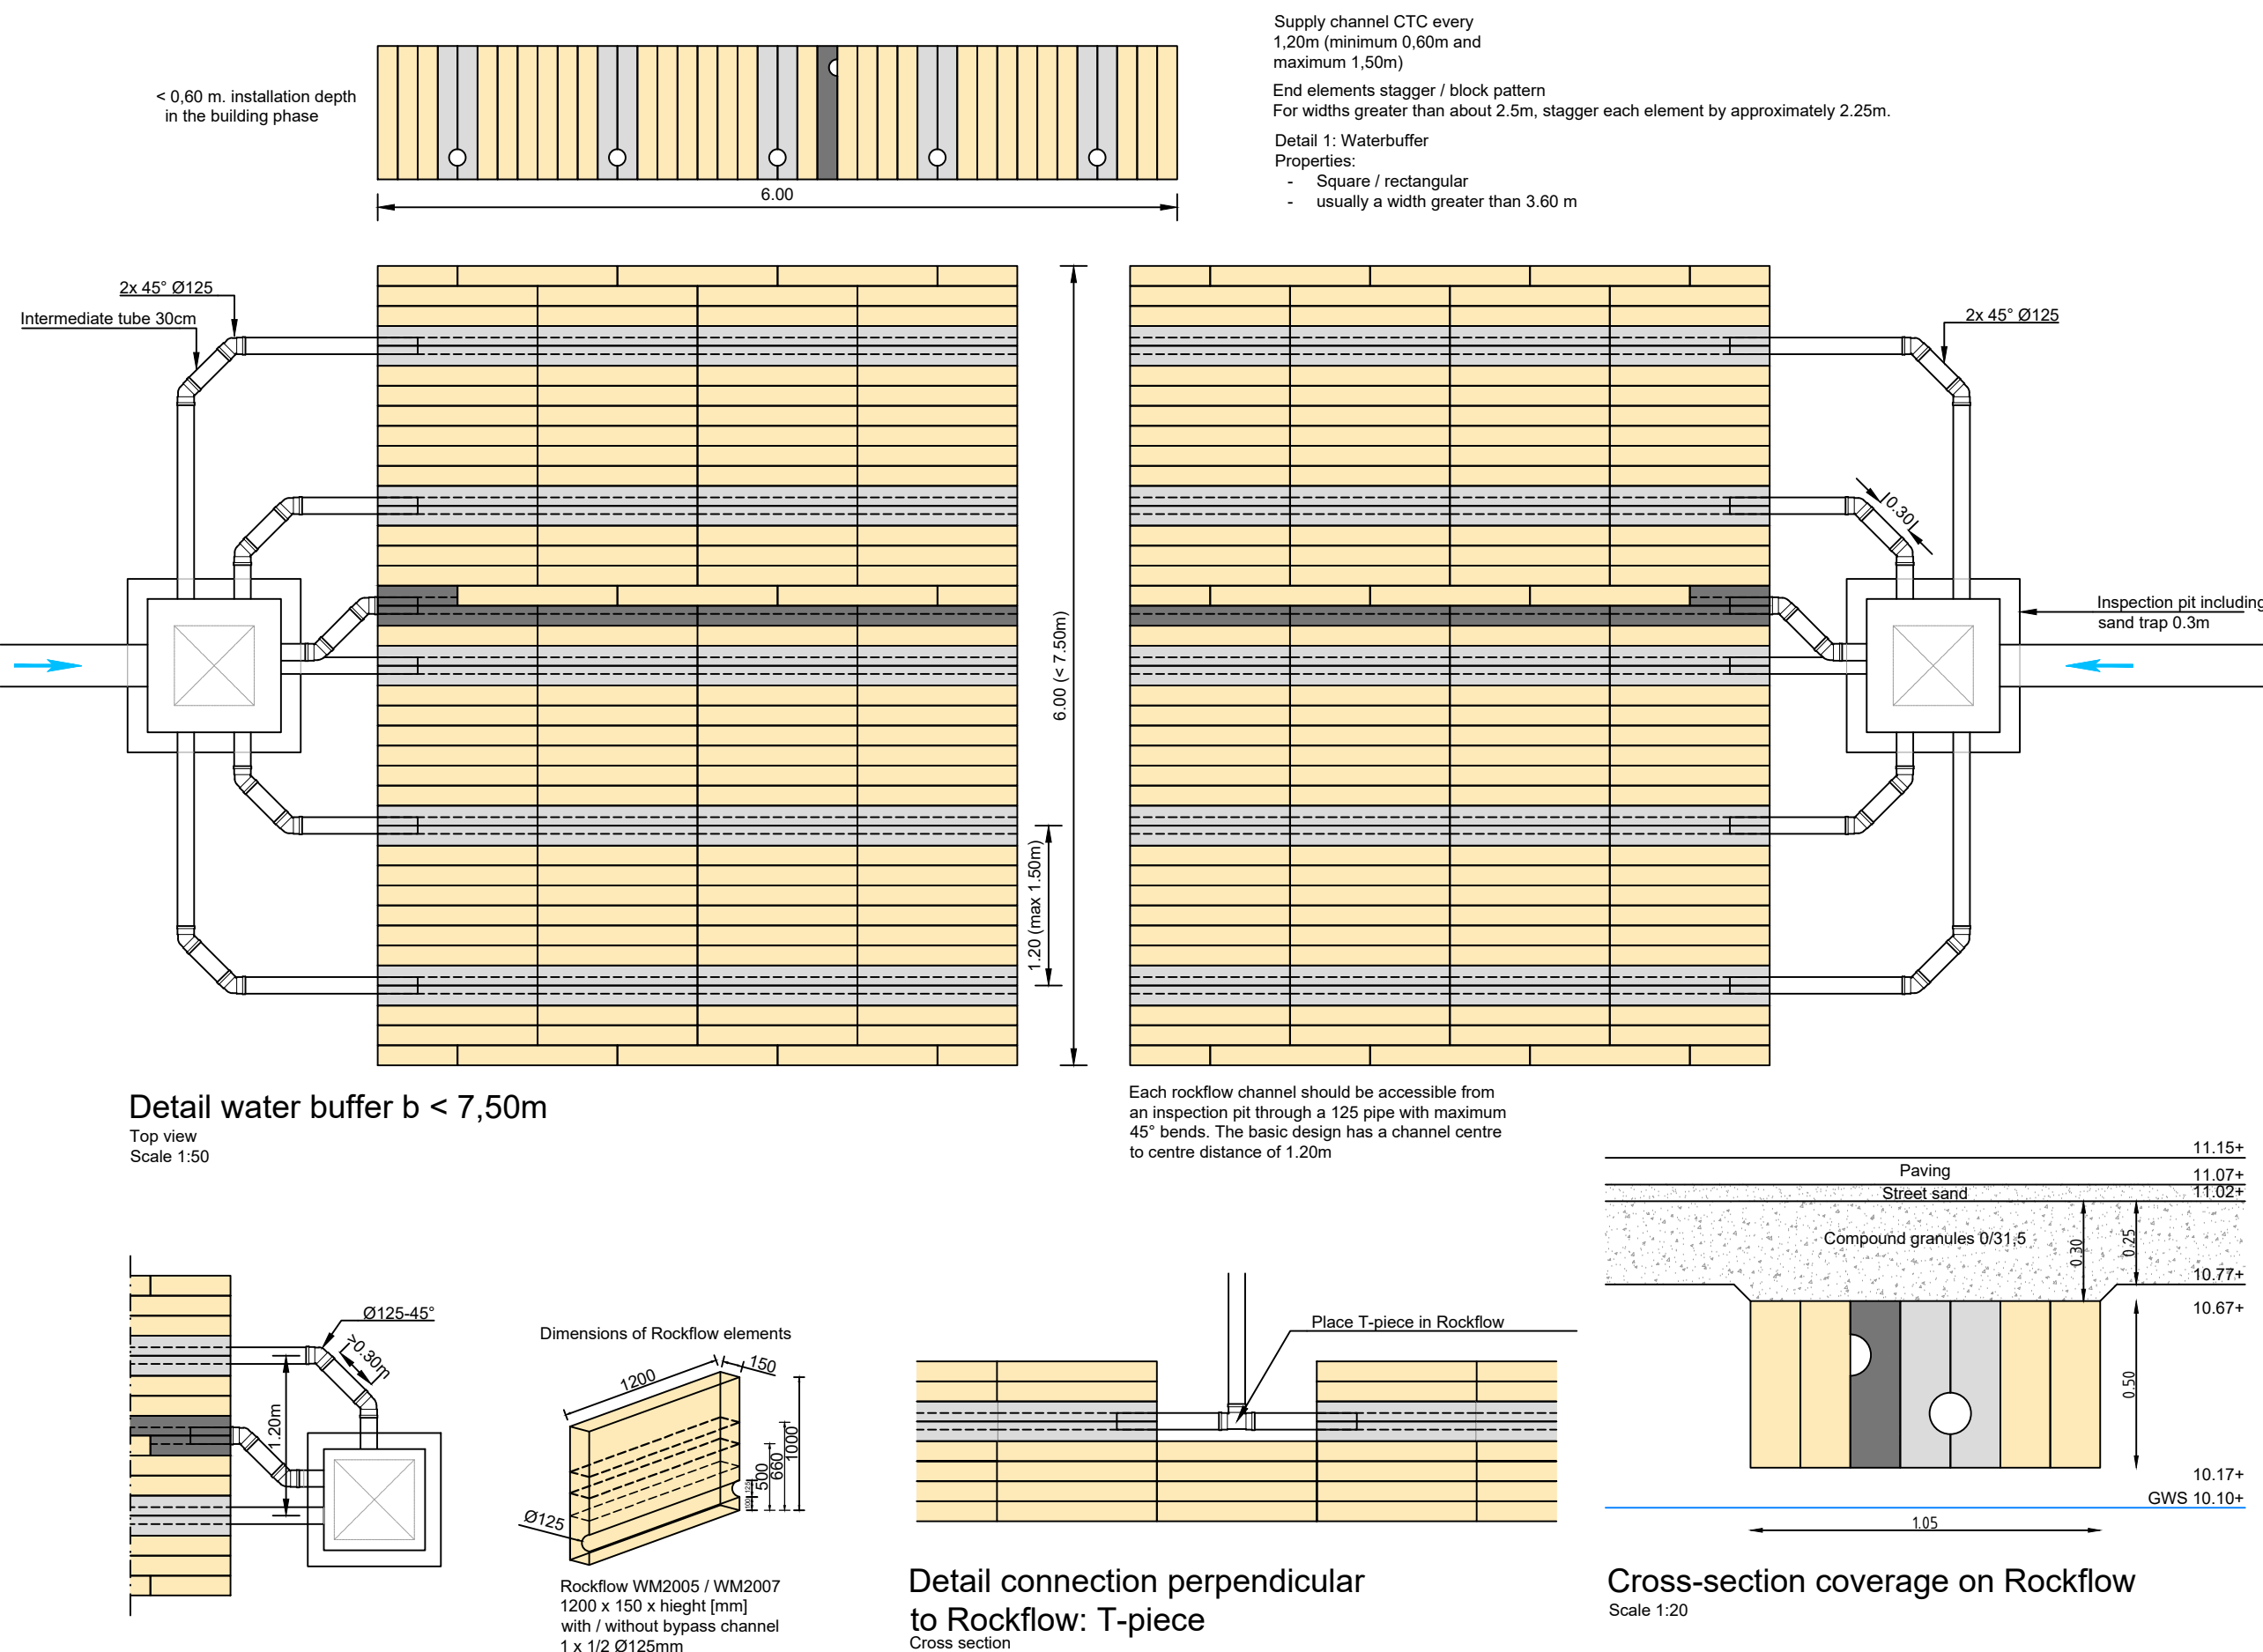 Supply channel CTC every
1,20m (minimum 0,60m and
maximum 1,50m)
End elements stagger / block pattern
For widths greater than about 2.5m, stagger each element by approximately 2.25m.
Detail 1: Waterbuffer
Properties:
- Square / rectangular
- usually a width greater than 3.60 m
< 0,60 m. installation depth
in the building phase
6.00
2x 45° Ø125
Intermediate tube 30cm
2x 45° Ø125
0.30
Inspection pit including
sand trap 0.3m
6.00 (< 7.50m)
1.20 (max 1.50m)
Detail water buffer b < 7,50m
Top view
Scale 1:50
Each rockflow channel should be accessible from
an inspection pit through a 125 pipe with maximum
45° bends. The basic design has a channel centre
to centre distance of 1.20m
11.15+
Paving
11.07+
Street sand
11.02+
Compound granules 0/31,5
0.30
0.25
10.77+
10.67+
0.50
10.17+
GWS 10.10+
1.05
Cross-section coverage on Rockflow
Scale 1:20
Ø125-45°
>0.30m
1.20m
Dimensions of Rockflow elements
1200
150
1000
660
500
125
100
Ø125
Rockflow WM2005 / WM2007
1200 x 150 x hieght [mm]
with / without bypass channel
1 x 1/2 Ø125mm
Place T-piece in Rockflow
Detail connection perpendicular
to Rockflow: T-piece
Cross section